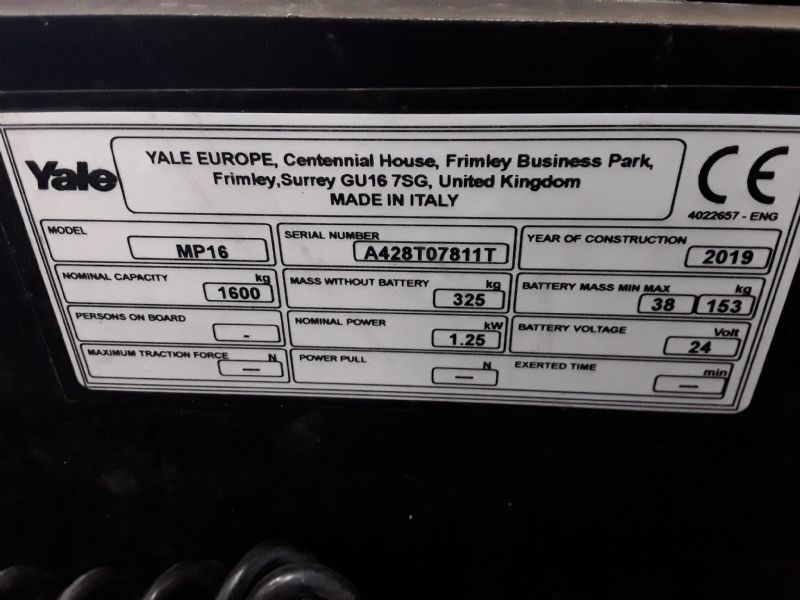 Yale
YALE EUROPE, Centennial House, Frimley Business Park,
Frimley,Surrey GU16 7SG, United Kingdom
MADE IN ITALY
CE
4022657 - ENG
MODEL
MP16
SERIAL NUMBER
A428T07811T
YEAR OF CONSTRUCTION
2019
NOMINAL CAPACITY kg
1600
MASS WITHOUT BATTERY kg
325
BATTERY MASS MIN MAX kg
38 153
PERSONS ON BOARD
-
NOMINAL POWER kW
1.25
BATTERY VOLTAGE Volt
24
MAXIMUM TRACTION FORCE N
—
POWER PULL N
—
EXERTED TIME min
—